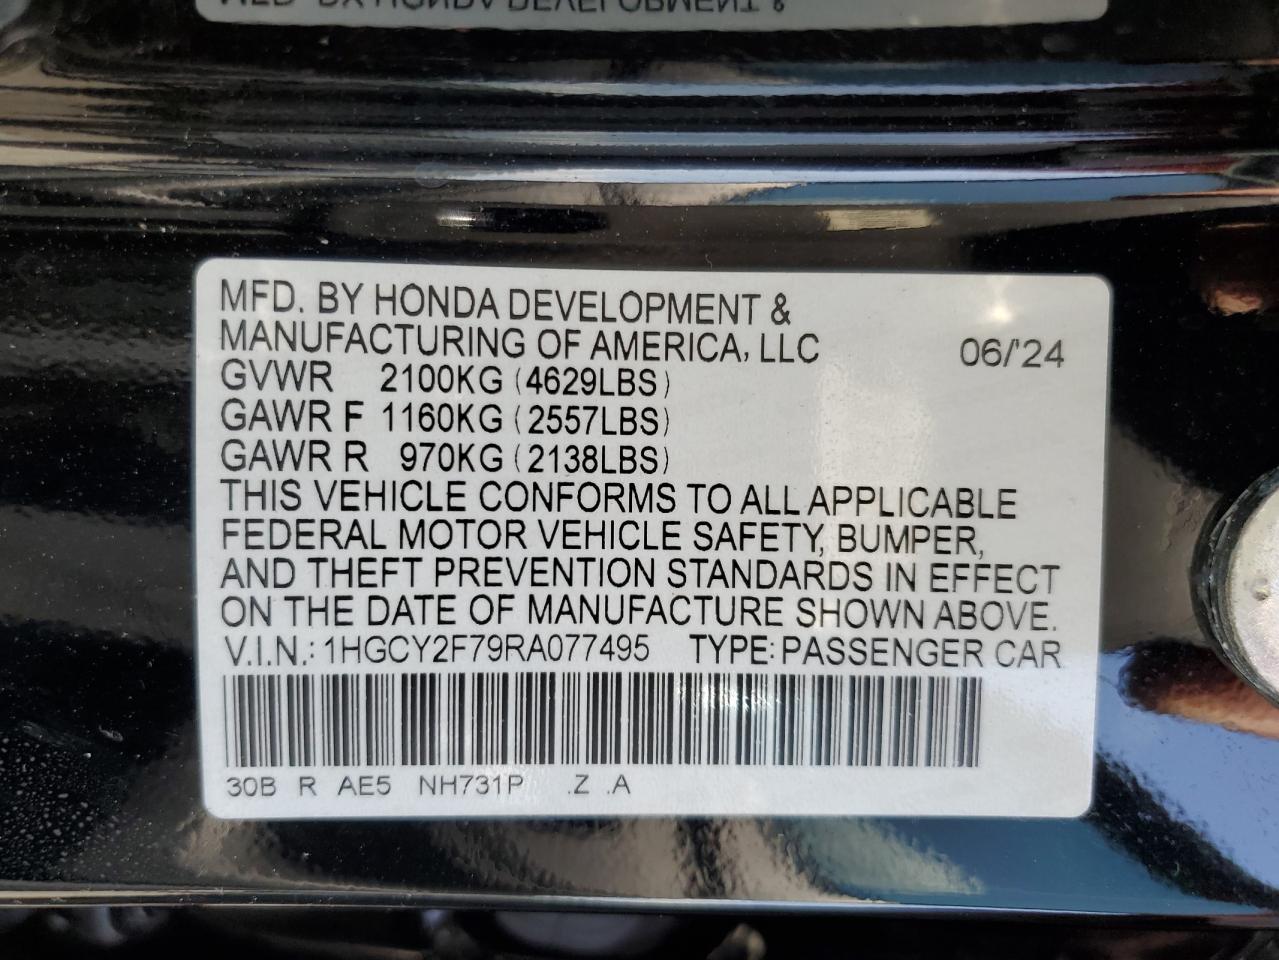 MFD. BY HONDA DEVELOPMENT &
MANUFACTURING OF AMERICA, LLC 06/'24
GVWR 2100KG (4629LBS)
GAWR F 1160KG (2557LBS)
GAWR R 970KG (2138LBS)
THIS VEHICLE CONFORMS TO ALL APPLICABLE
FEDERAL MOTOR VEHICLE SAFETY, BUMPER,
AND THEFT PREVENTION STANDARDS IN EFFECT
ON THE DATE OF MANUFACTURE SHOWN ABOVE.
V.I.N.: 1HGCY2F79RA077495 TYPE: PASSENGER CAR
30B R AE5 NH731P .Z .A